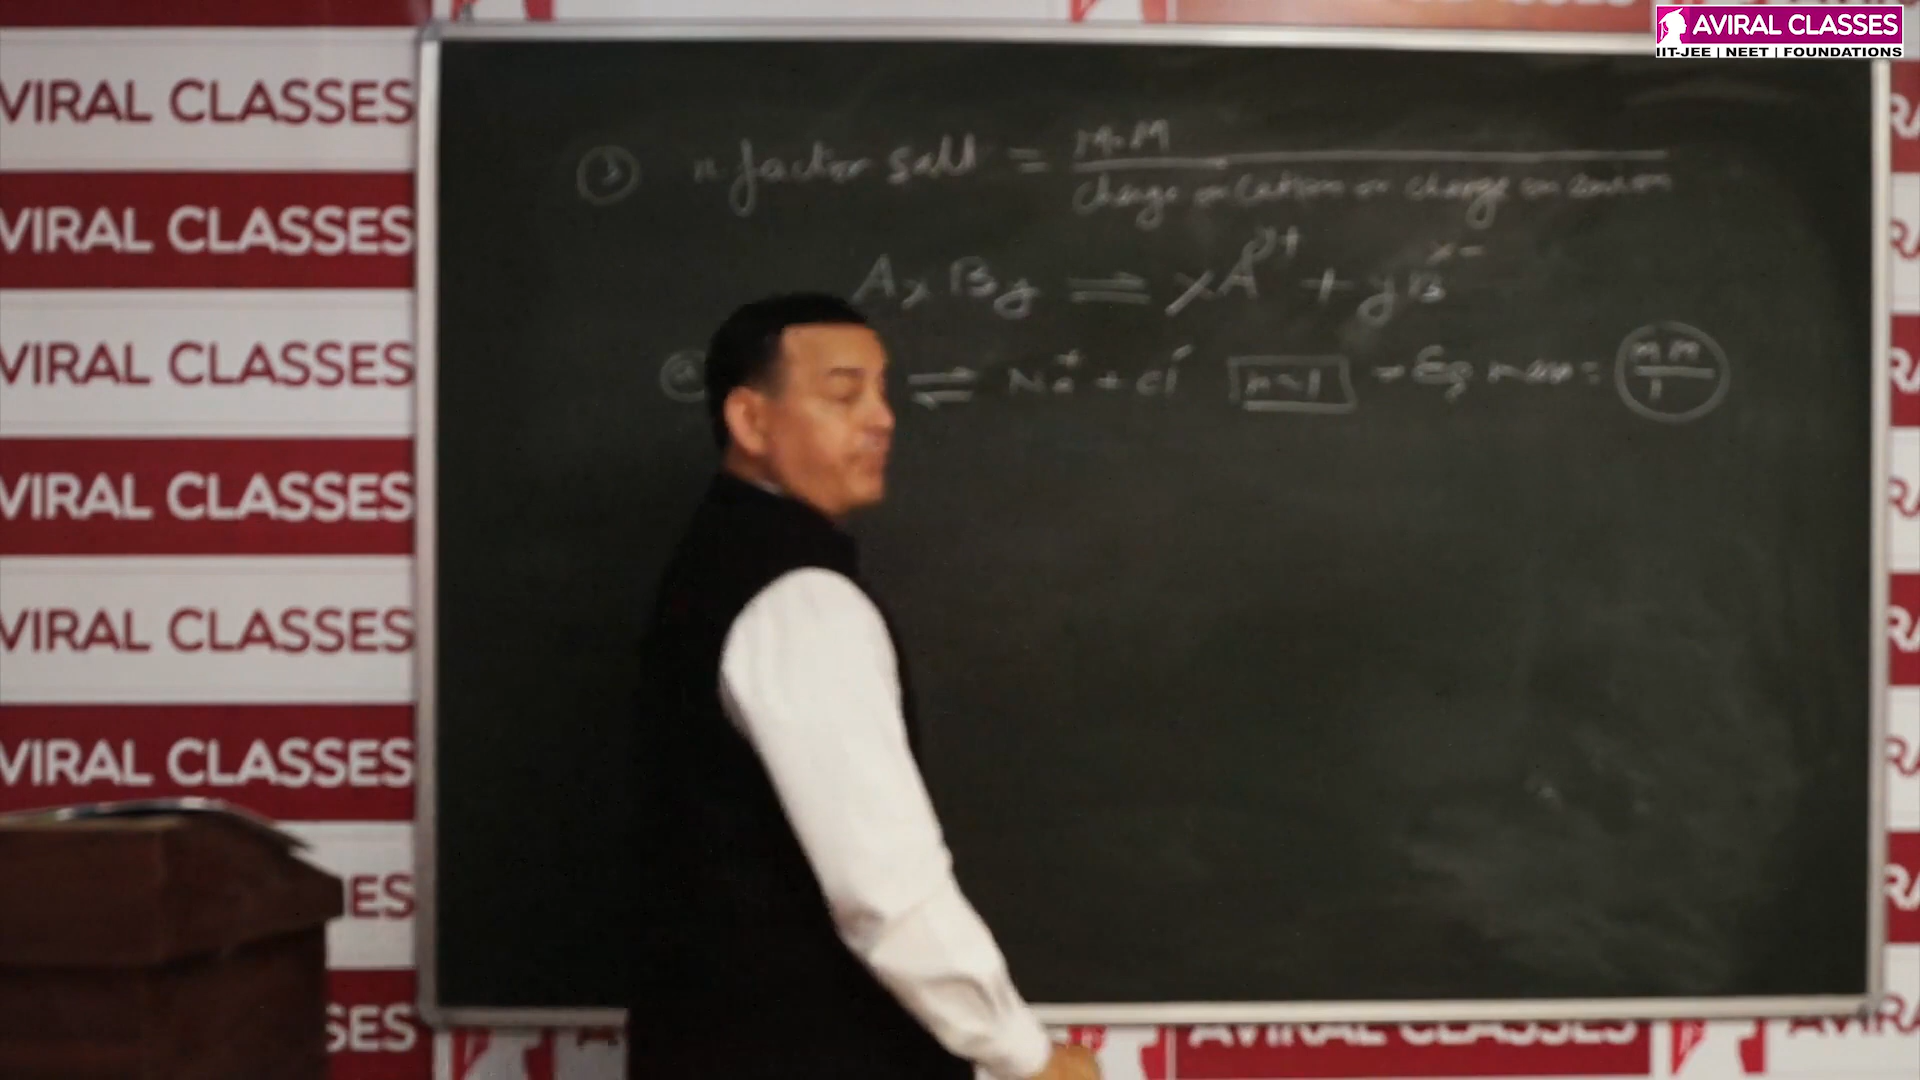 AVIRAL CLASSES
IIT-JEE | NEET | FOUNDATIONS
VIRAL CLASSES
VIRAL CLASSES
VIRAL CLASSES
VIRAL CLASSES
VIRAL CLASSES
VIRAL CLASSES
ES
SES
③ n factor salt = M.M / charge on cation or charge on anion
AxBy ⇌ xA^y+ + yB^x-
ⓐ ⇌ Na⁺ + Cl⁻ n=1 → Eq mass = M.M / 1
AVIRAL CLASSES